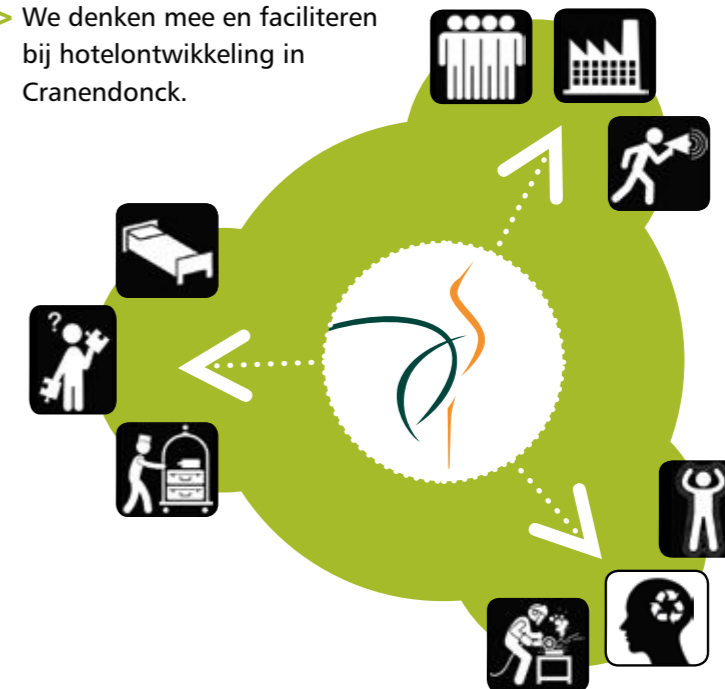 > We denken mee en faciliteren
bij hotelontwikkeling in
Cranendonck.
?